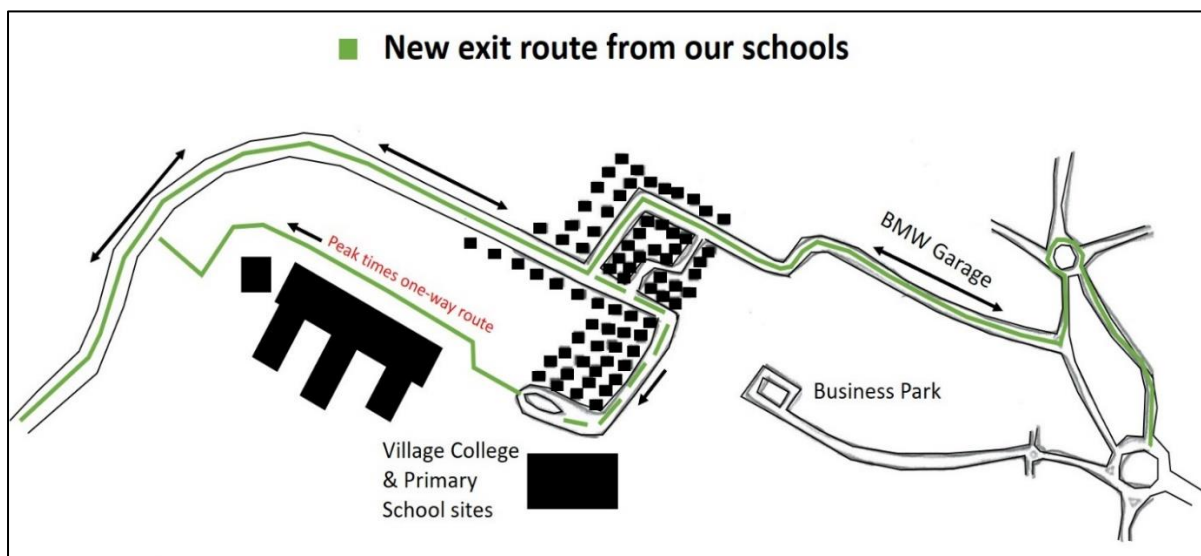 New exit route from our schools
Peak times one-way route
BMW Garage
Business Park
Village College
& Primary
School sites